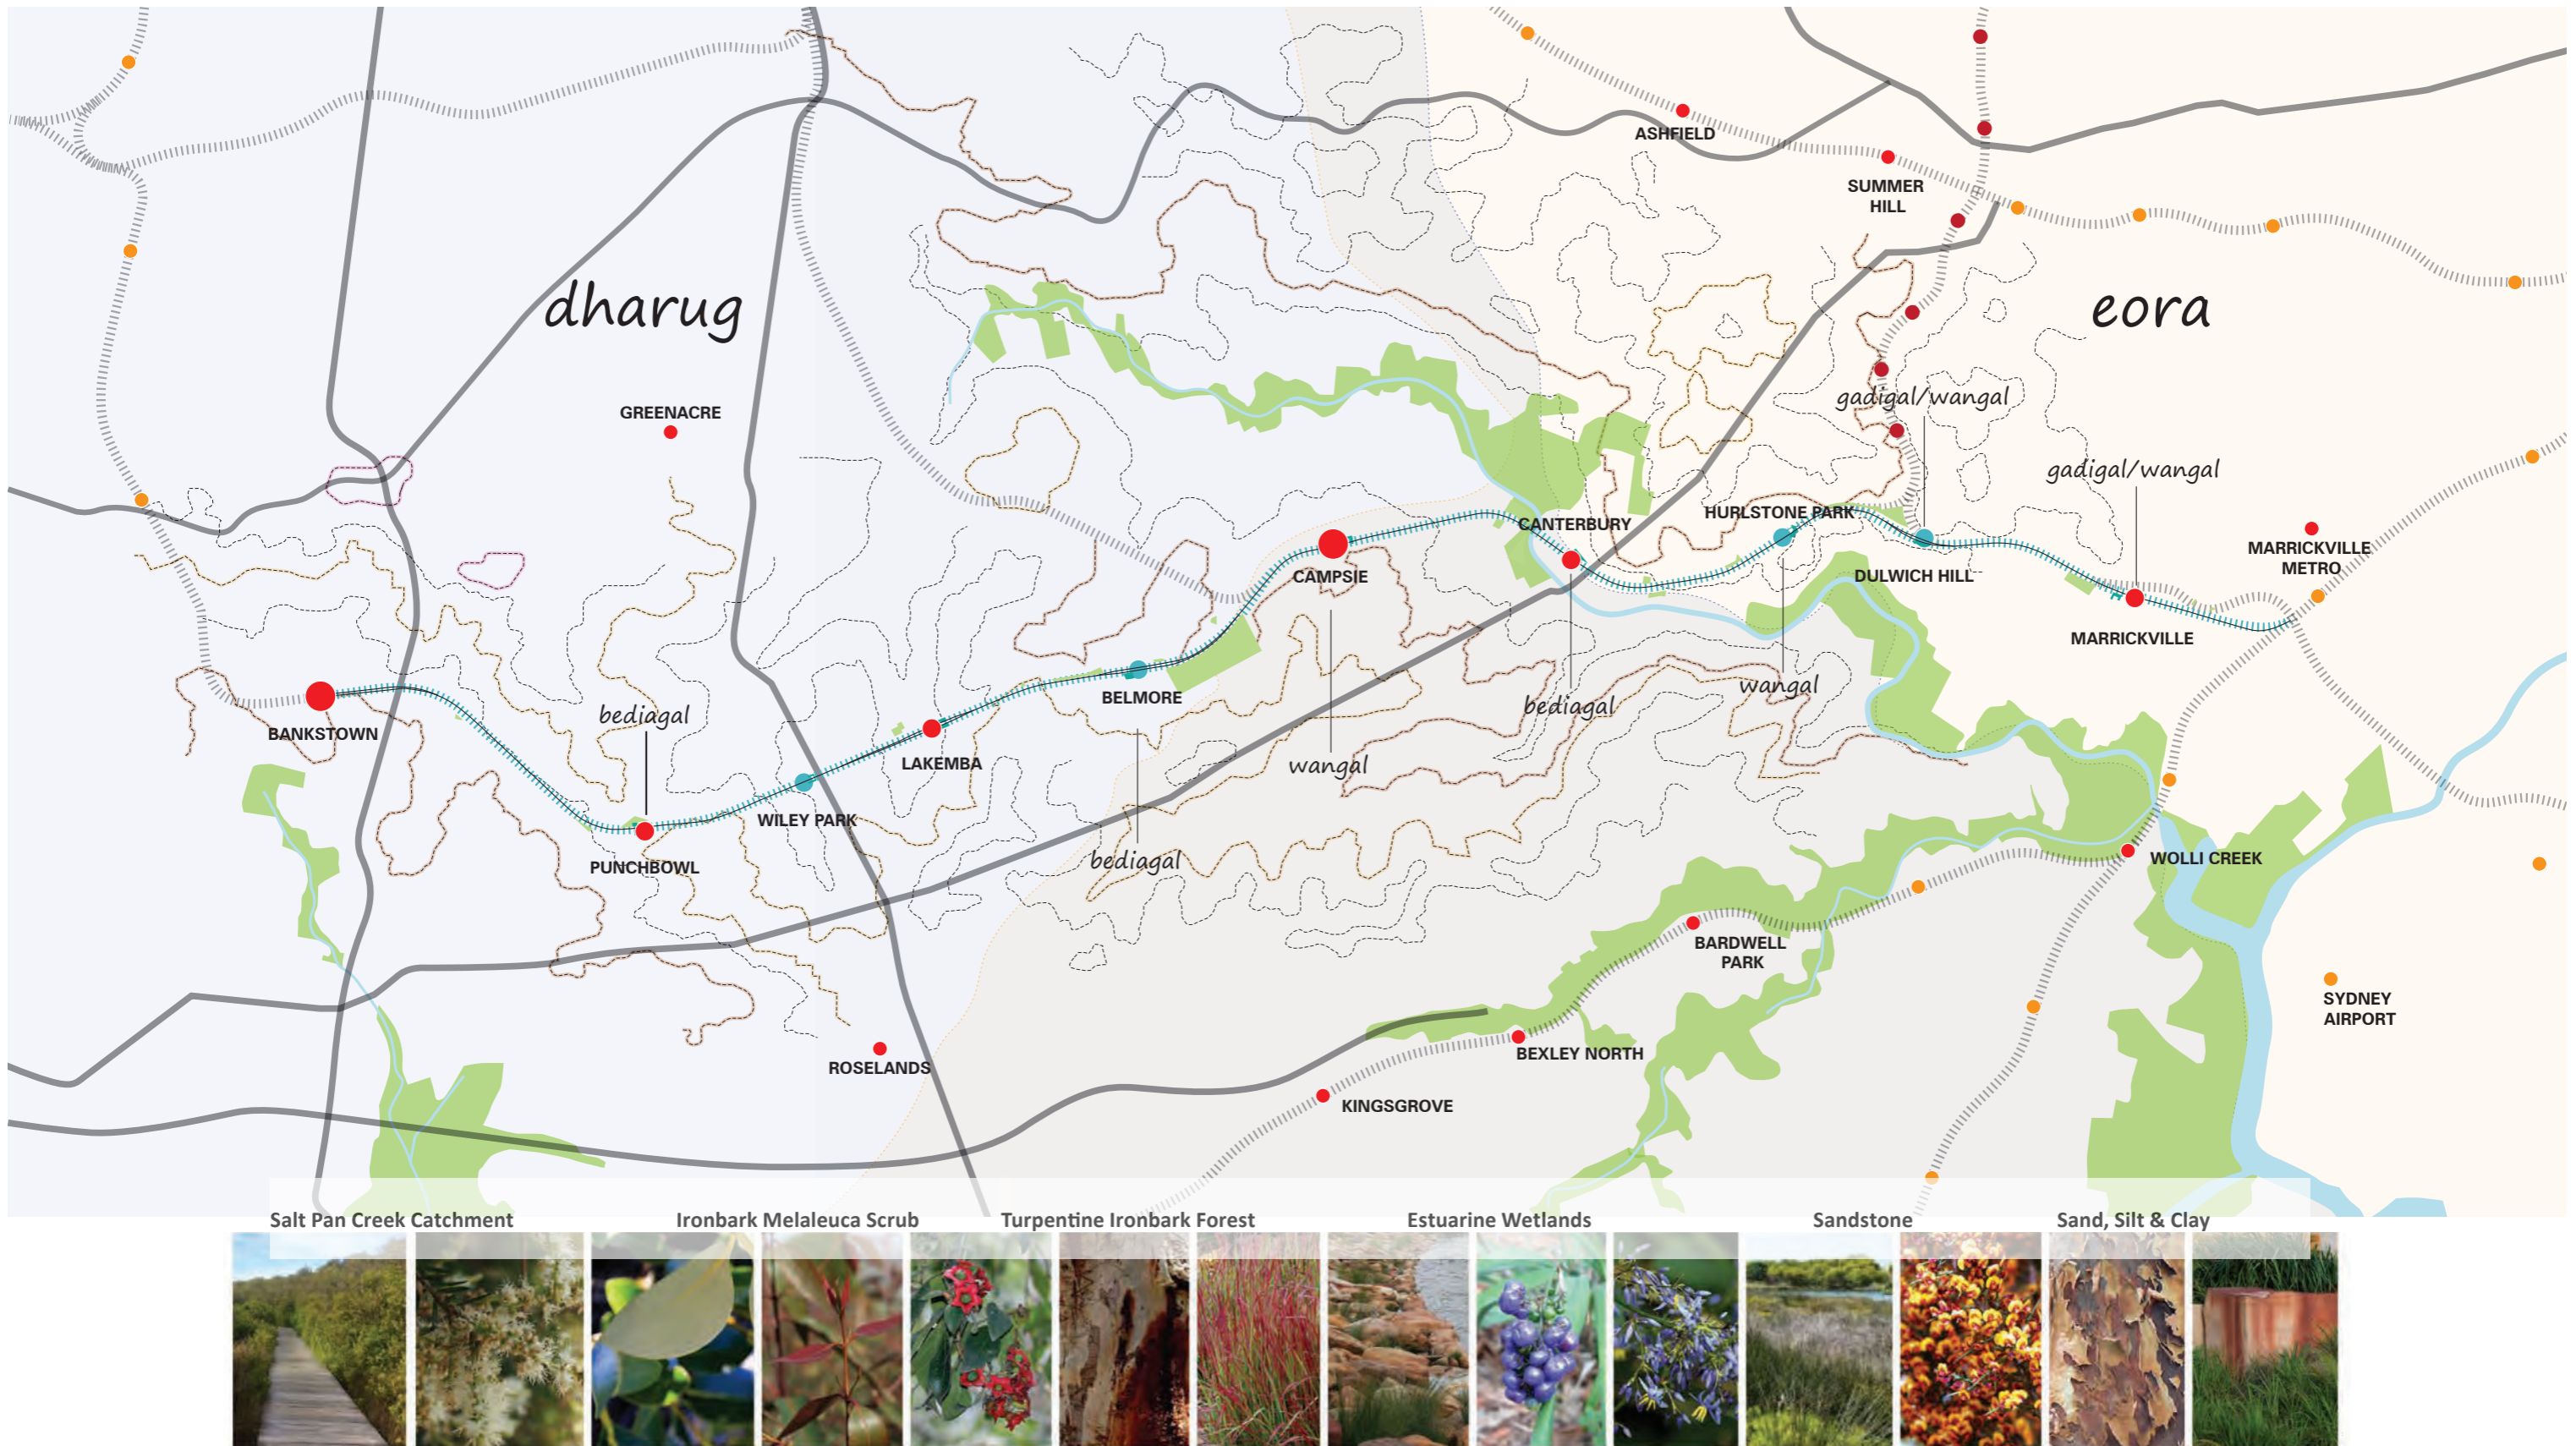 ASHFIELD
SUMMER
HILL
dharug
eora
gadigal/wangal
GREENACRE
gadigal/wangal
CANTERBURY
HURLSTONE PARK
MARRICKVILLE
METRO
CAMPSIE
DULWICH HILL
MARRICKVILLE
BELMORE
bediagal
wangal
BANKSTOWN
bediagal
LAKEMBA
wangal
WILEY PARK
PUNCHBOWL
bediagal
WOLLI CREEK
BARDWELL
PARK
SYDNEY
AIRPORT
BEXLEY NORTH
ROSELANDS
KINGSGROVE
Salt Pan Creek Catchment
Ironbark Melaleuca Scrub
Turpentine Ironbark Forest
Estuarine Wetlands
Sandstone
Sand, Silt & Clay